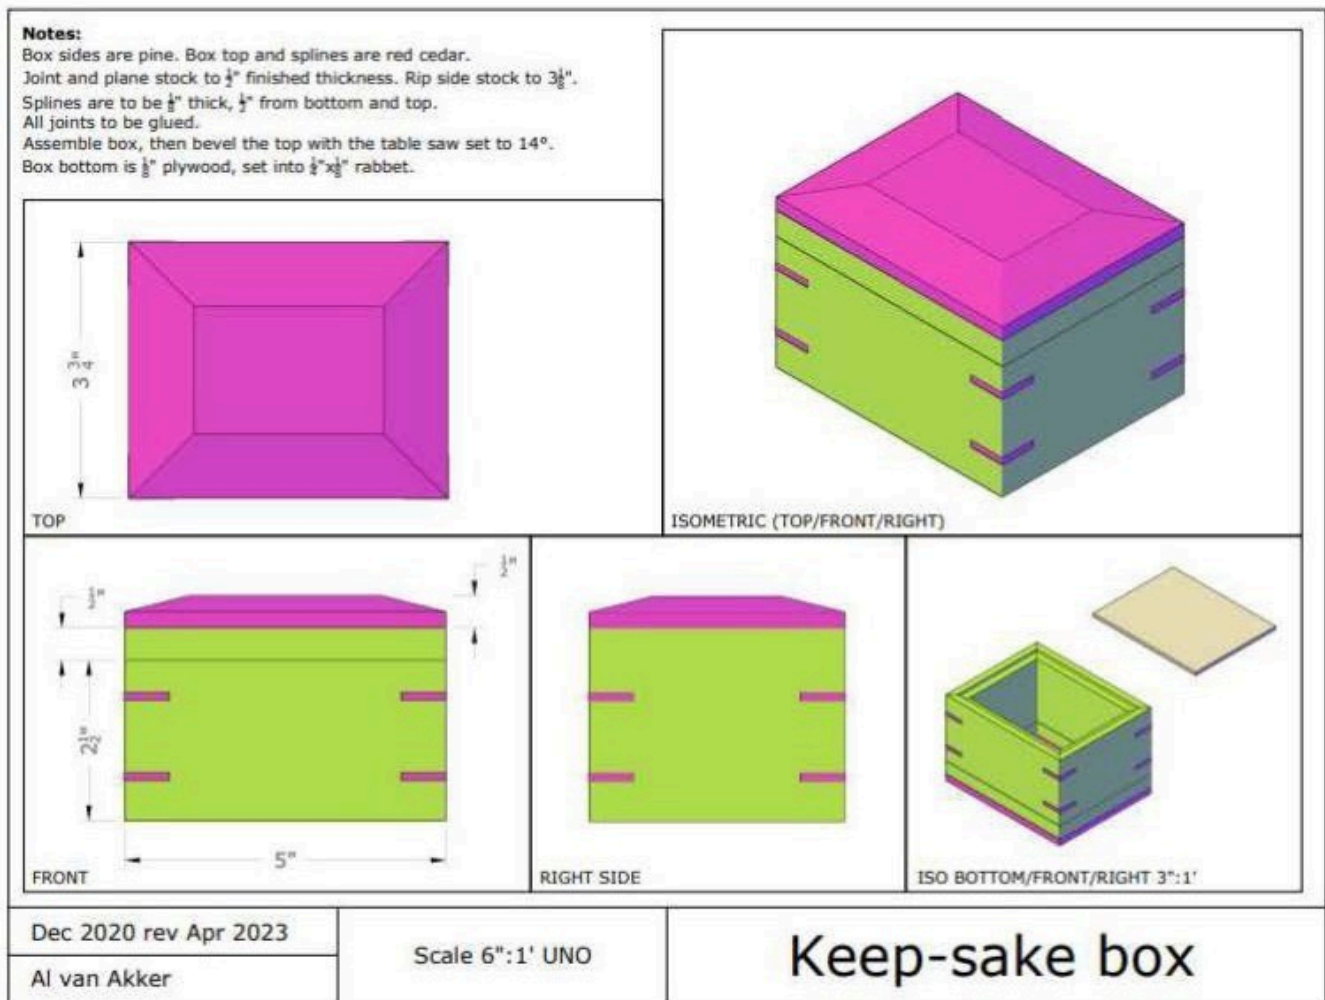 Notes:
Box sides are pine. Box top and splines are red cedar.
Joint and plane stock to ½" finished thickness. Rip side stock to 3⅛".
Splines are to be ⅛" thick, ½" from bottom and top.
All joints to be glued.
Assemble box, then bevel the top with the table saw set to 14°.
Box bottom is ⅛" plywood, set into ¼"x⅛" rabbet.
3 ¾"
TOP
ISOMETRIC (TOP/FRONT/RIGHT)
½"
½"
2½"
5"
FRONT
RIGHT SIDE
ISO BOTTOM/FRONT/RIGHT 3":1'
Dec 2020 rev Apr 2023
Al van Akker
Scale 6":1' UNO
Keep-sake box